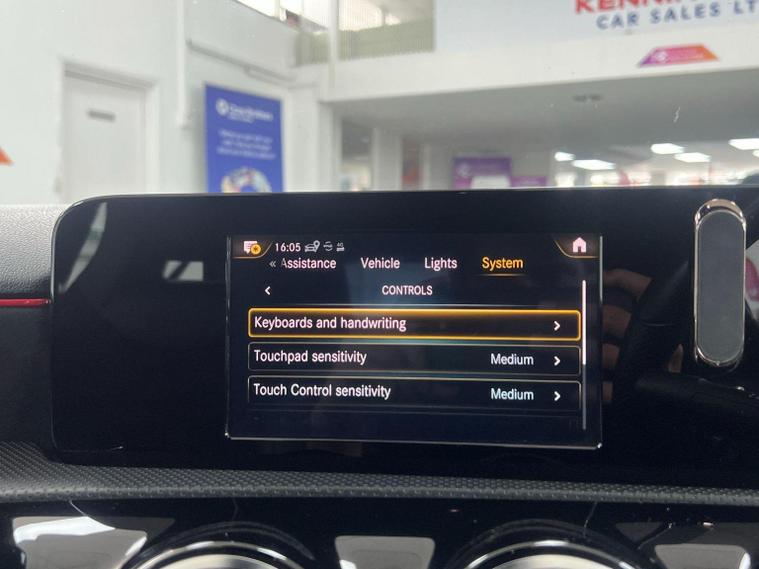 CAR SALES LT
16:05
4G
« Assistance Vehicle Lights System
< CONTROLS
Keyboards and handwriting >
Touchpad sensitivity Medium >
Touch Control sensitivity Medium >